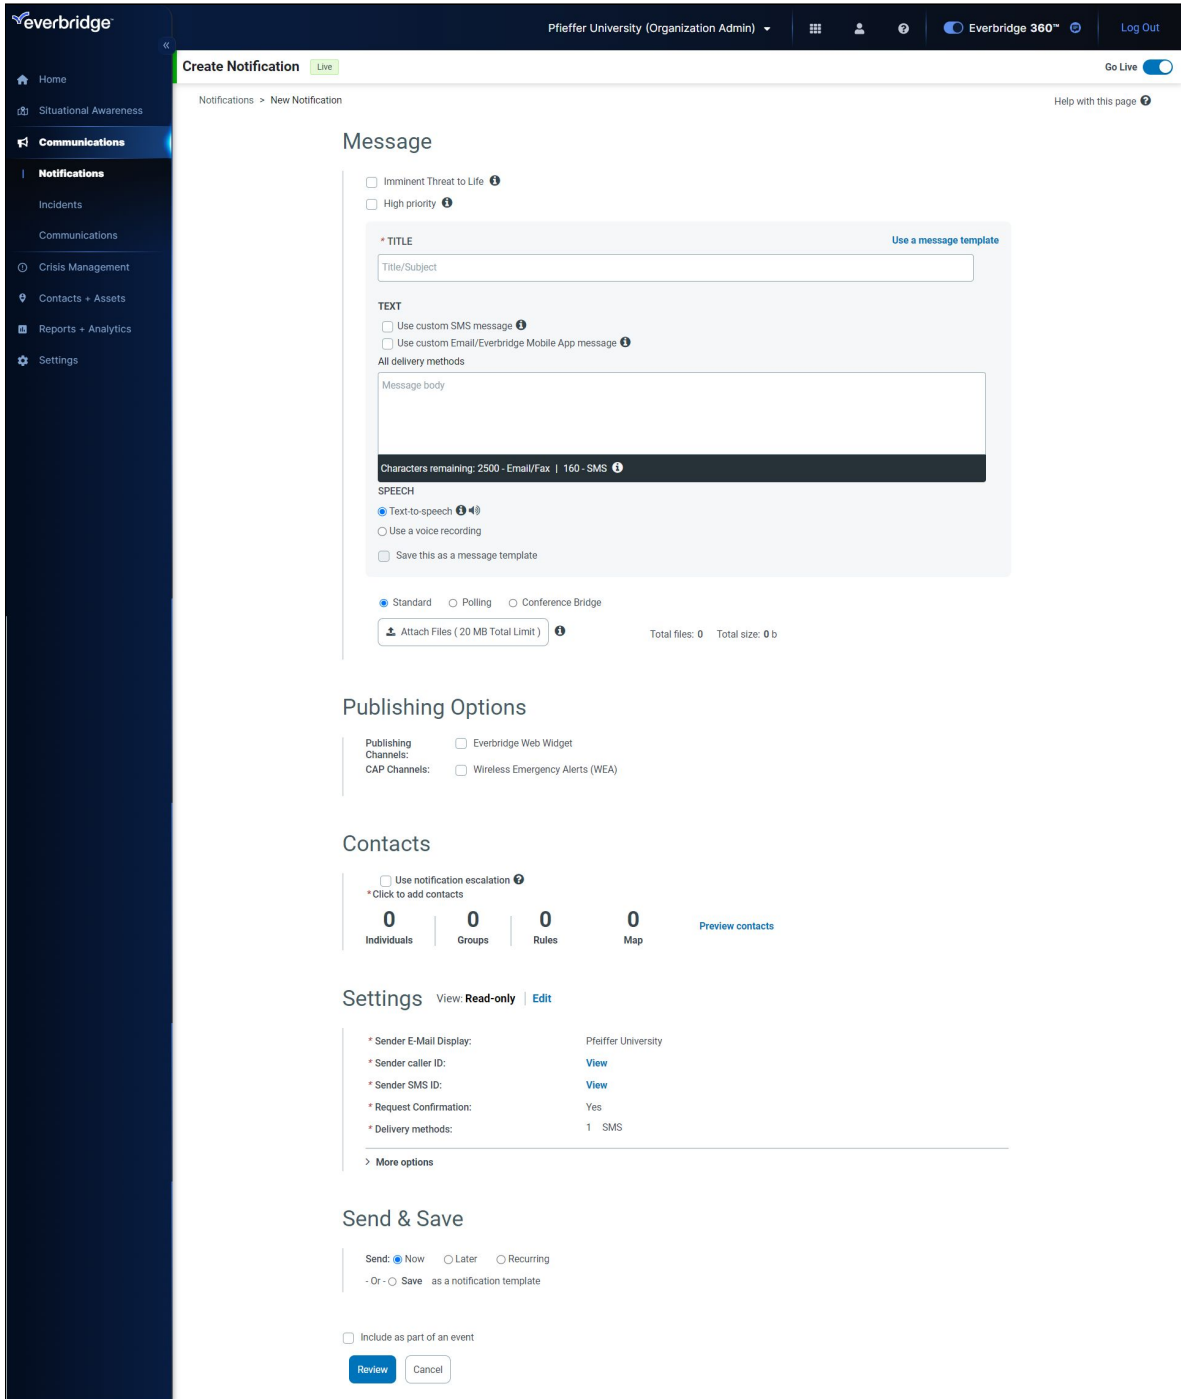 everbridge
Pfieffer University (Organization Admin)
Everbridge 360™
Log Out
«
Home
Situational Awareness
Communications
Notifications
Incidents
Communications
Crisis Management
Contacts + Assets
Reports + Analytics
Settings
Create Notification Live
Go Live
Notifications > New Notification
Help with this page
Message
Imminent Threat to Life
High priority
* TITLE
Use a message template
Title/Subject
TEXT
Use custom SMS message
Use custom Email/Everbridge Mobile App message
All delivery methods
Message body
Characters remaining: 2500 - Email/Fax | 160 - SMS
SPEECH
Text-to-speech
Use a voice recording
Save this as a message template
Standard Polling Conference Bridge
Attach Files ( 20 MB Total Limit )
Total files: 0 Total size: 0 b
Publishing Options
Publishing Channels:
Everbridge Web Widget
CAP Channels:
Wireless Emergency Alerts (WEA)
Contacts
Use notification escalation
* Click to add contacts
0 0 0 0
Individuals Groups Rules Map
Preview contacts
Settings View: Read-only | Edit
* Sender E-Mail Display: Pfeiffer University
* Sender caller ID: View
* Sender SMS ID: View
* Request Confirmation: Yes
* Delivery methods: 1 SMS
> More options
Send & Save
Send: Now Later Recurring
- Or - Save as a notification template
Include as part of an event
Review Cancel